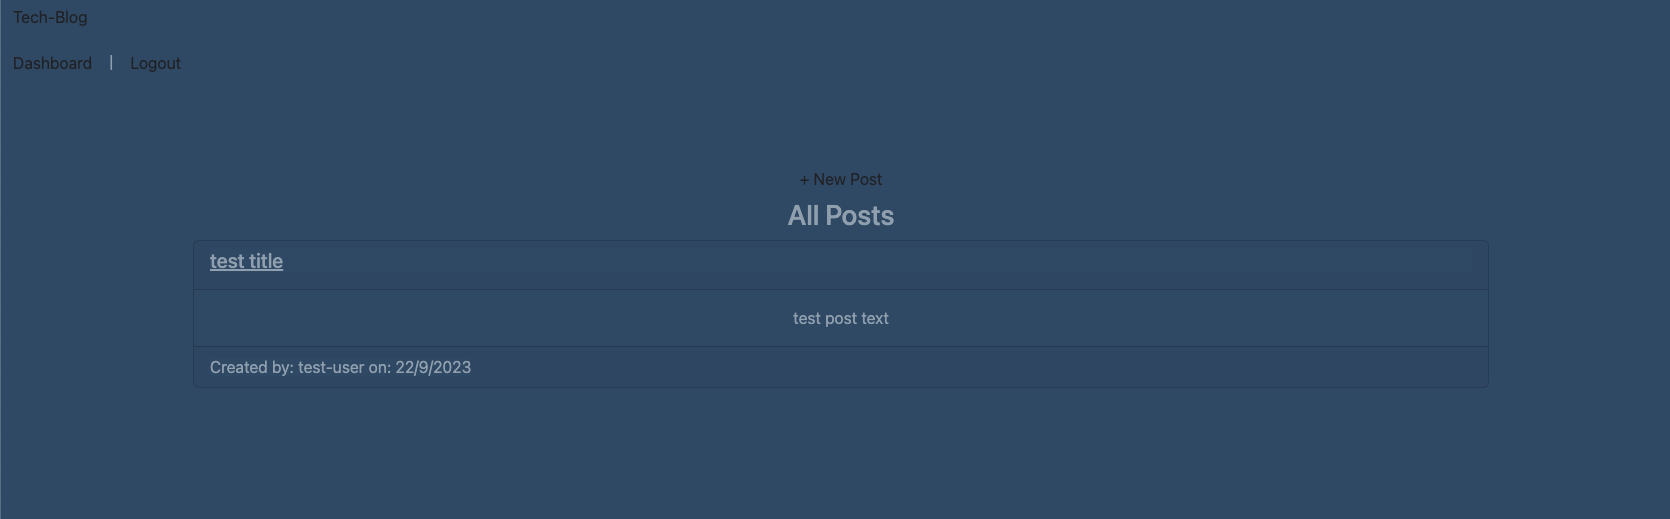 Tech-Blog
Dashboard | Logout
+ New Post
All Posts
test title
test post text
Created by: test-user on: 22/9/2023